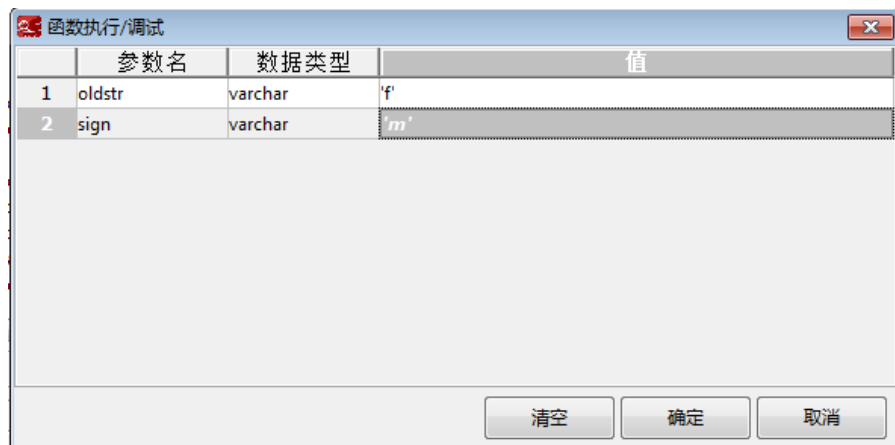 函数执行/调试
参数名 数据类型 值
1 oldstr varchar 'f'
2 sign varchar 'm'
清空 确定 取消